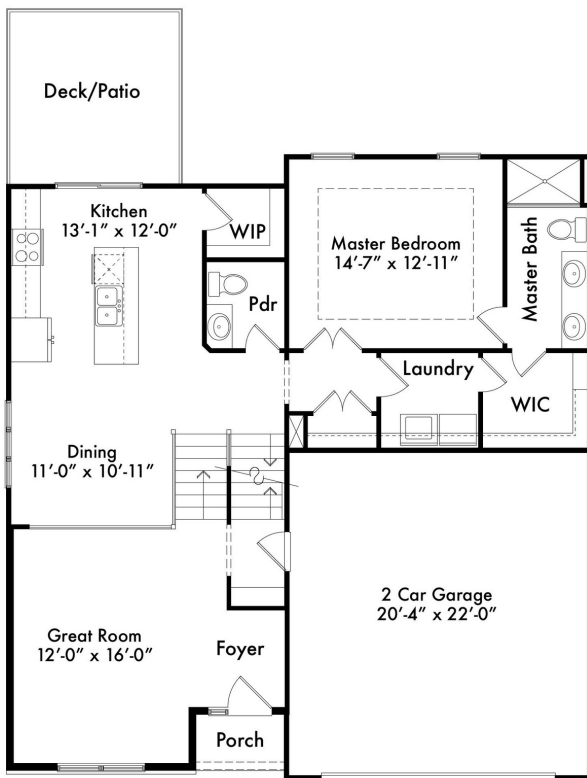 Deck/Patio
Kitchen
13'-1" x 12'-0"
WIP
Master Bedroom
14'-7" x 12'-11"
Master Bath
Pdr
Laundry
WIC
Dining
11'-0" x 10'-11"
2 Car Garage
20'-4" x 22'-0"
Great Room
12'-0" x 16'-0"
Foyer
Porch